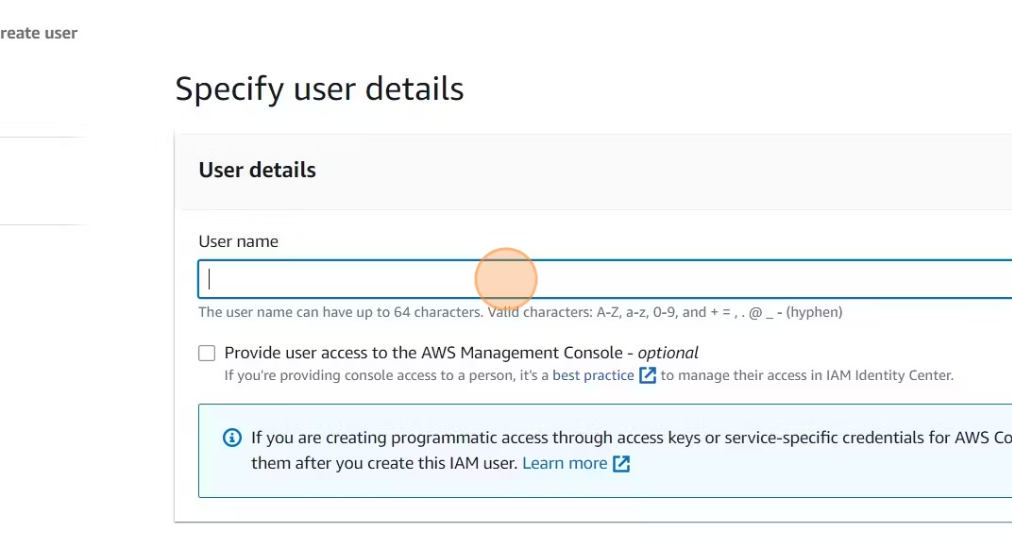 reate user
Specify user details
User details
User name
The user name can have up to 64 characters. Valid characters: A-Z, a-z, 0-9, and + = , . @ _ - (hyphen)
Provide user access to the AWS Management Console - optional
If you're providing console access to a person, it's a best practice to manage their access in IAM Identity Center.
If you are creating programmatic access through access keys or service-specific credentials for AWS Co
them after you create this IAM user. Learn more